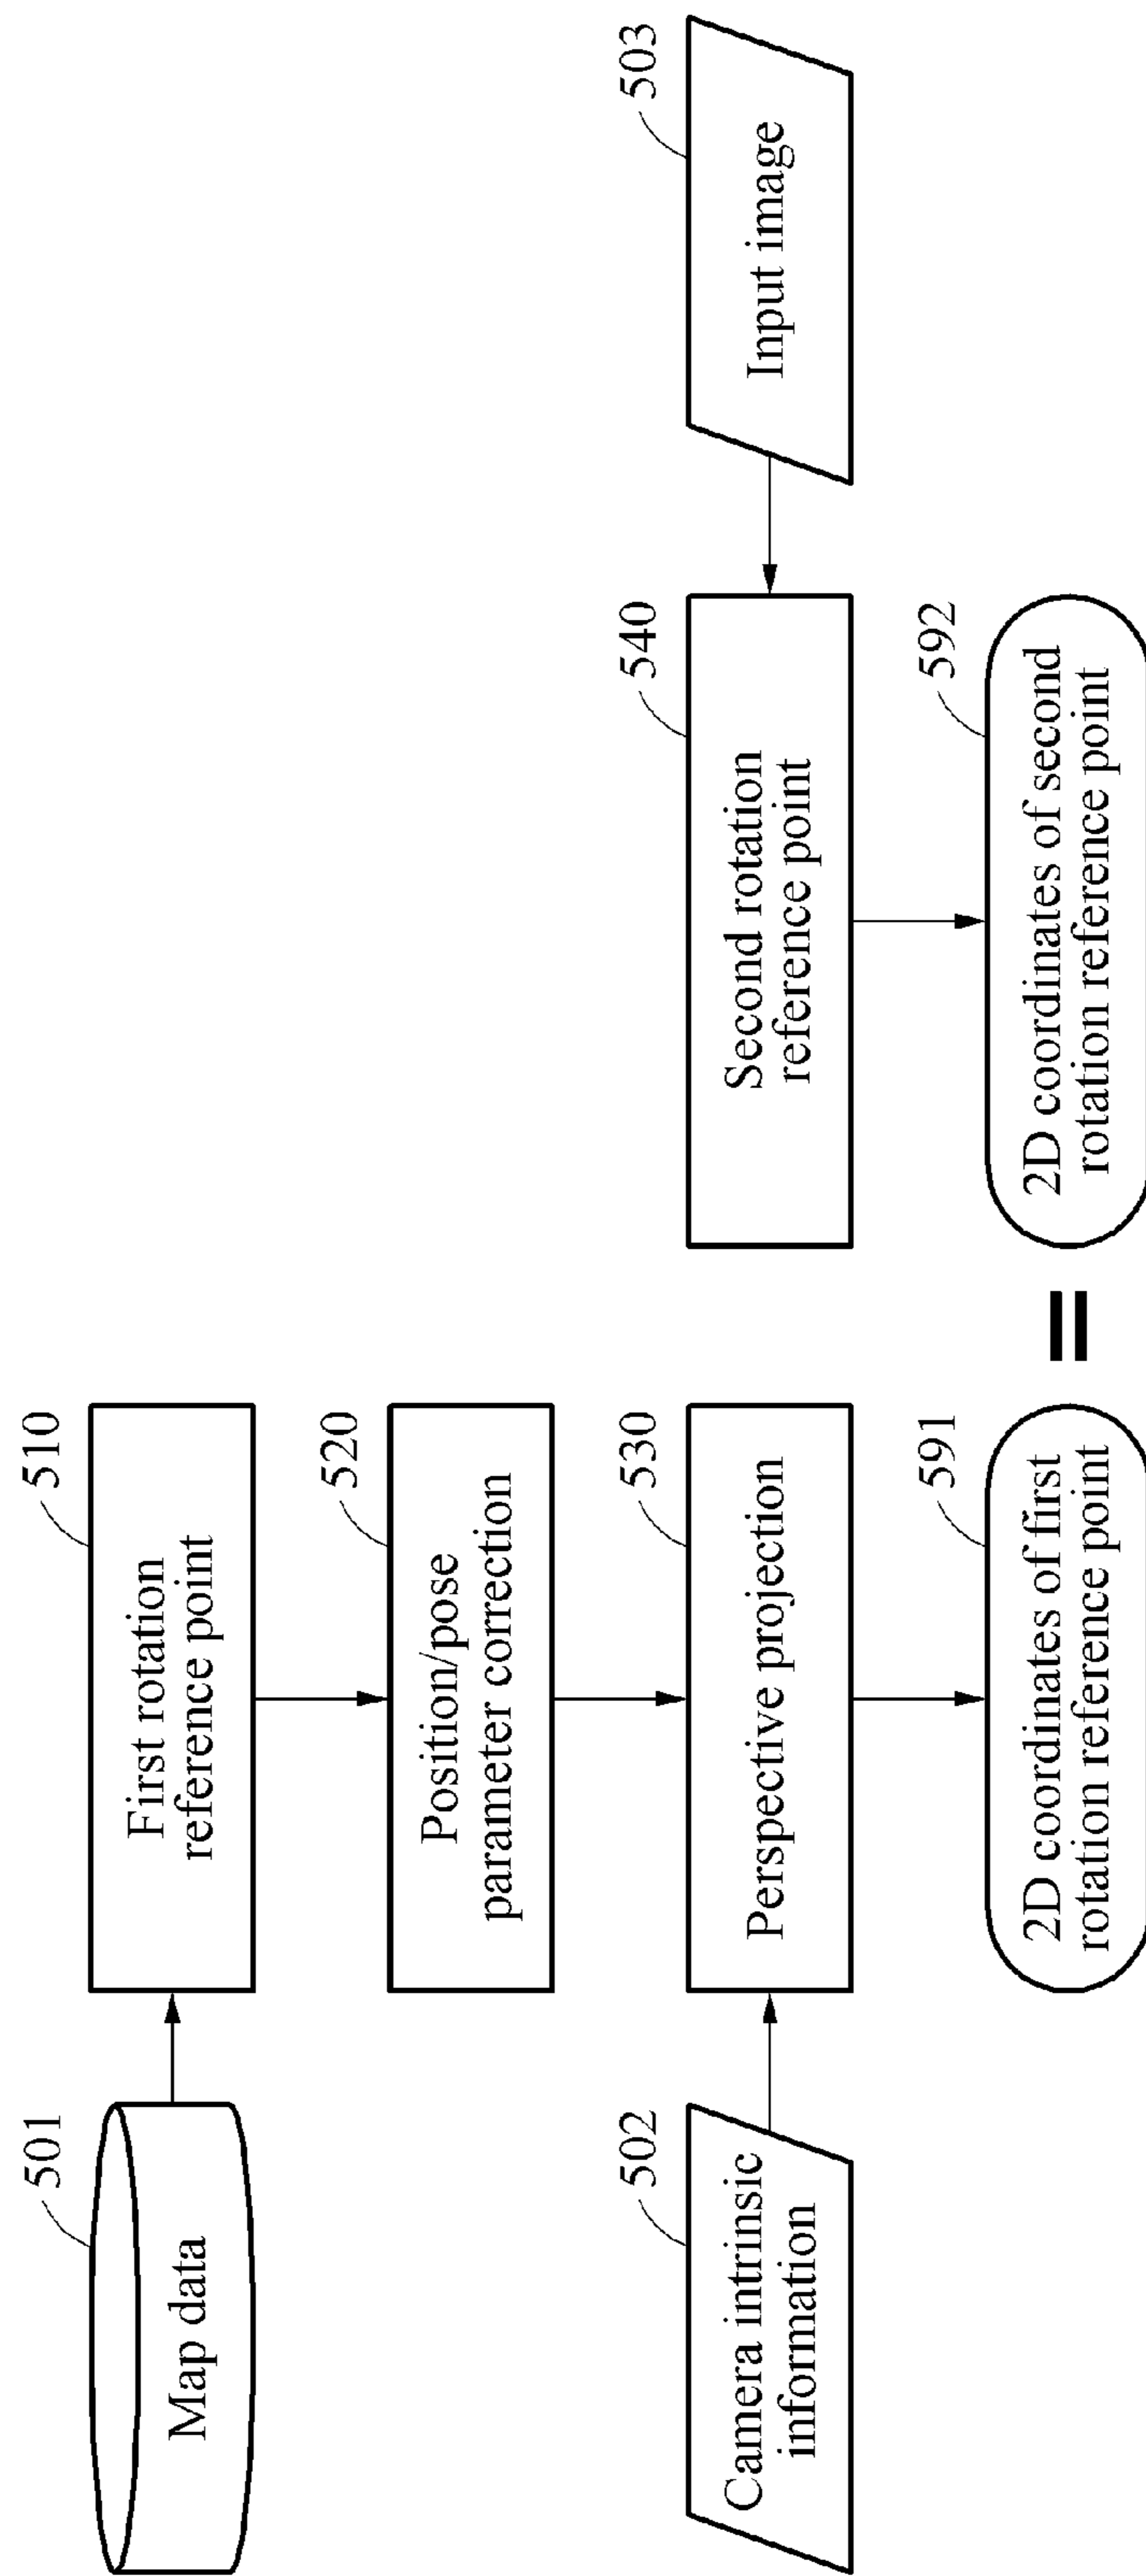 501
Map data
510
First rotation
reference point
520
Position/pose
parameter correction
502
Camera intrinsic
information
530
Perspective projection
540
Second rotation
reference point
503
Input image
591
2D coordinates of first
rotation reference point
=
592
2D coordinates of second
rotation reference point